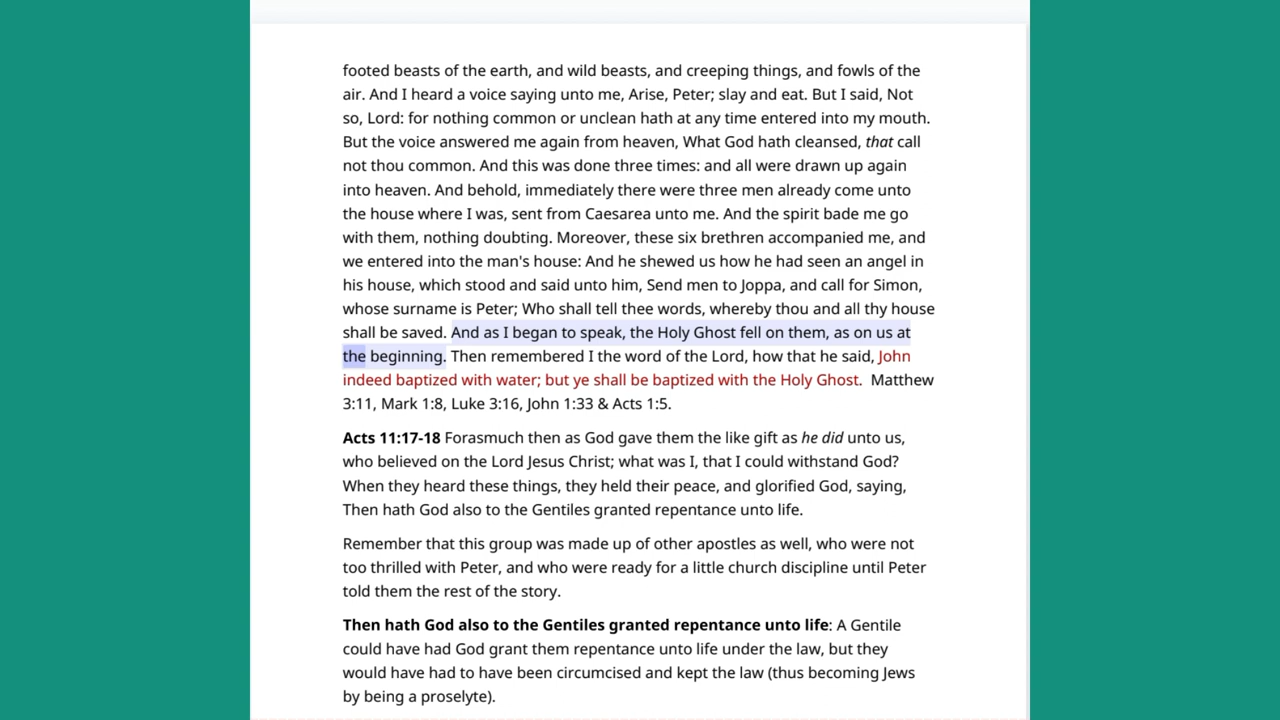 footed beasts of the earth, and wild beasts, and creeping things, and fowls of the
air. And I heard a voice saying unto me, Arise, Peter; slay and eat. But I said, Not
so, Lord: for nothing common or unclean hath at any time entered into my mouth.
But the voice answered me again from heaven, What God hath cleansed, that call
not thou common. And this was done three times: and all were drawn up again
into heaven. And behold, immediately there were three men already come unto
the house where I was, sent from Caesarea unto me. And the spirit bade me go
with them, nothing doubting. Moreover, these six brethren accompanied me, and
we entered into the man's house: And he shewed us how he had seen an angel in
his house, which stood and said unto him, Send men to Joppa, and call for Simon,
whose surname is Peter; Who shall tell thee words, whereby thou and all thy house
shall be saved. And as I began to speak, the Holy Ghost fell on them, as on us at
the beginning. Then remembered I the word of the Lord, how that he said, John
indeed baptized with water; but ye shall be baptized with the Holy Ghost. Matthew
3:11, Mark 1:8, Luke 3:16, John 1:33 & Acts 1:5.
Acts 11:17-18 Forasmuch then as God gave them the like gift as he did unto us,
who believed on the Lord Jesus Christ; what was I, that I could withstand God?
When they heard these things, they held their peace, and glorified God, saying,
Then hath God also to the Gentiles granted repentance unto life.
Remember that this group was made up of other apostles as well, who were not
too thrilled with Peter, and who were ready for a little church discipline until Peter
told them the rest of the story.
Then hath God also to the Gentiles granted repentance unto life: A Gentile
could have had God grant them repentance unto life under the law, but they
would have had to have been circumcised and kept the law (thus becoming Jews
by being a proselyte).